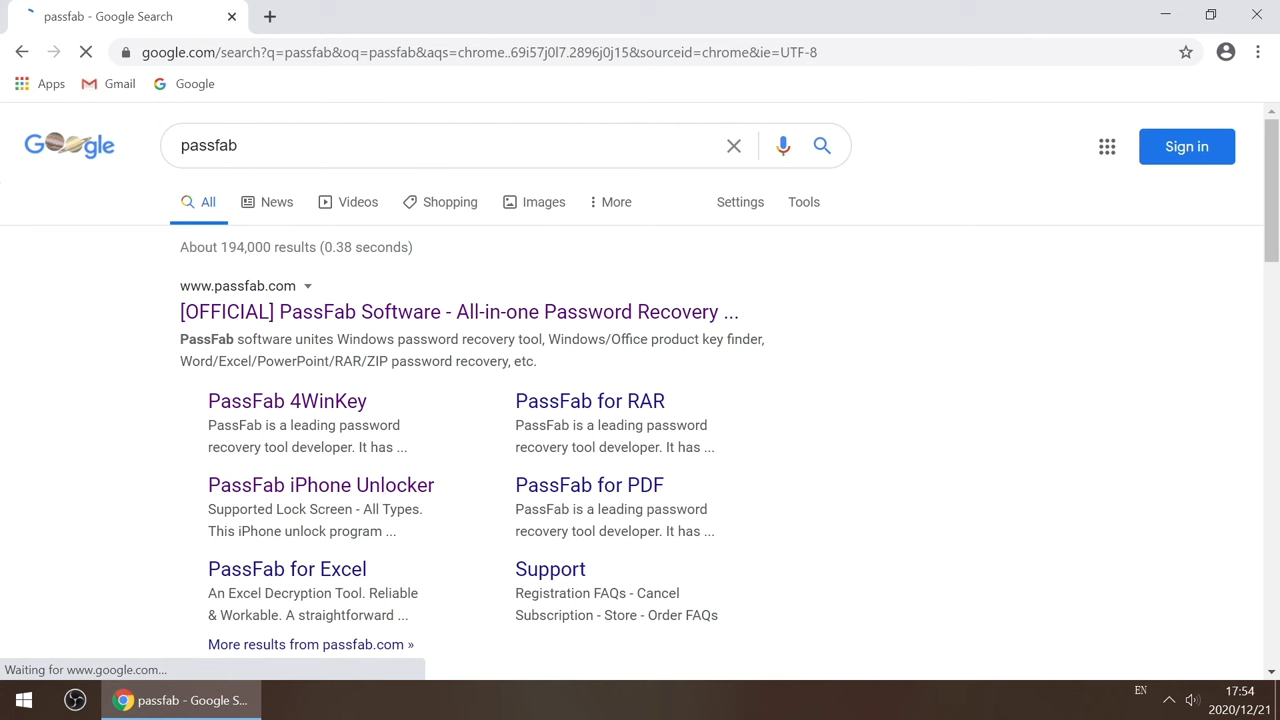 passfab - Google Search
google.com/search?q=passfab&oq=passfab&aqs=chrome..69i57j0l7.2896j0j15&sourceid=chrome&ie=UTF-8
Apps Gmail Google
Google passfab Sign in
All News Videos Shopping Images More Settings Tools
About 194,000 results (0.38 seconds)
www.passfab.com
[OFFICIAL] PassFab Software - All-in-one Password Recovery ...
PassFab software unites Windows password recovery tool, Windows/Office product key finder,
Word/Excel/PowerPoint/RAR/ZIP password recovery, etc.
PassFab 4WinKey
PassFab is a leading password
recovery tool developer. It has ...
PassFab for RAR
PassFab is a leading password
recovery tool developer. It has ...
PassFab iPhone Unlocker
Supported Lock Screen - All Types.
This iPhone unlock program ...
PassFab for PDF
PassFab is a leading password
recovery tool developer. It has ...
PassFab for Excel
An Excel Decryption Tool. Reliable
& Workable. A straightforward ...
Support
Registration FAQs - Cancel
Subscription - Store - Order FAQs
More results from passfab.com »
Waiting for www.google.com...
passfab - Google S...
EN
17:54
2020/12/21